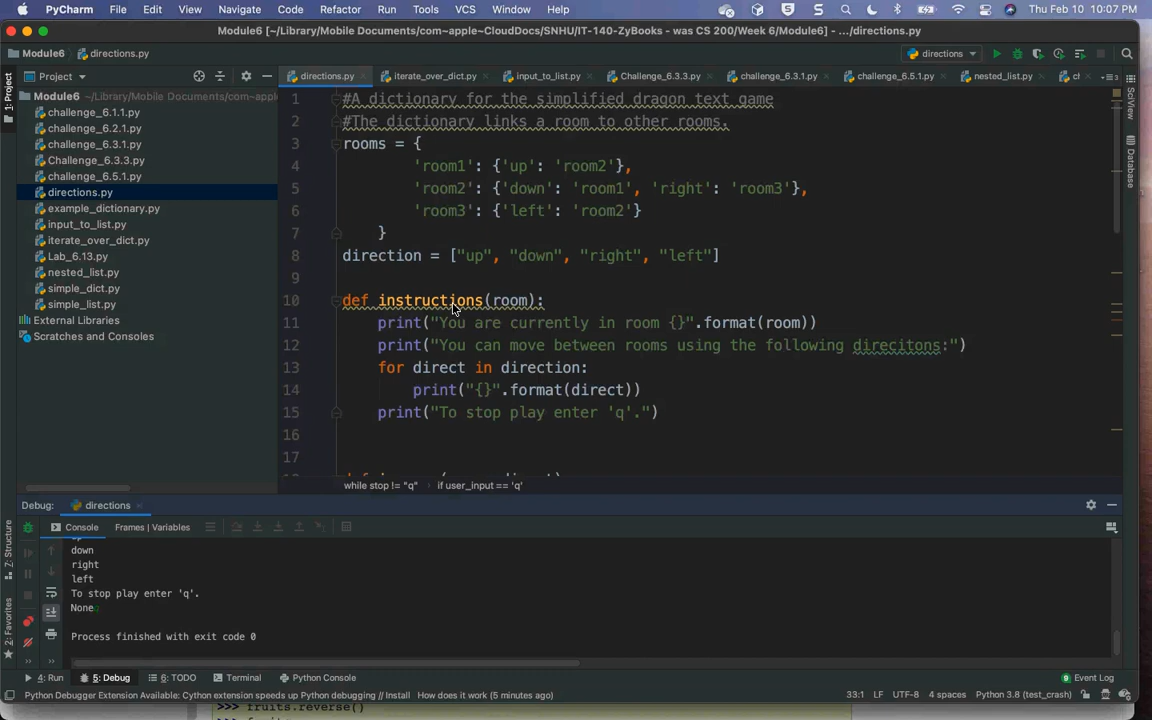 PyCharm File Edit View Navigate Code Refactor Run Tools VCS Window Help Thu Feb 10 10:07 PM
Module6 [~/Library/Mobile Documents/com~apple~CloudDocs/SNHU/IT-140-ZyBooks - was CS 200/Week 6/Module6] - .../directions.py
Module6 directions.py directions
1: Project
Project
directions.py iterate_over_dict.py input_to_list.py Challenge_6.3.3.py challenge_6.3.1.py challenge_6.5.1.py nested_list.py ch
Module6 ~/Library/Mobile Documents/com~apple
challenge_6.1.1.py
challenge_6.2.1.py
challenge_6.3.1.py
Challenge_6.3.3.py
challenge_6.5.1.py
directions.py
example_dictionary.py
input_to_list.py
iterate_over_dict.py
Lab_6.13.py
nested_list.py
simple_dict.py
simple_list.py
External Libraries
Scratches and Consoles
1 #A dictionary for the simplified dragon text game
2 #The dictionary links a room to other rooms.
3 rooms = {
4 'room1': {'up': 'room2'},
5 'room2': {'down': 'room1', 'right': 'room3'},
6 'room3': {'left': 'room2'}
7 }
8 direction = ["up", "down", "right", "left"]
9
10 def instructions(room):
11 print("You are currently in room {}".format(room))
12 print("You can move between rooms using the following direcitons:")
13 for direct in direction:
14 print("{}".format(direct))
15 print("To stop play enter 'q'.")
16
17
while stop != "q" › if user_input == 'q'
SciView
Database
Debug: directions
Console Frames | Variables
down
right
left
To stop play enter 'q'.
None
Process finished with exit code 0
Z: Structure
2: Favorites
4: Run 5: Debug 6: TODO Terminal Python Console 9 Event Log
Python Debugger Extension Available: Cython extension speeds up Python debugging // Install How does it work (5 minutes ago) 33:1 LF UTF-8 4 spaces Python 3.8 (test_crash)
>>> fruits.reverse()